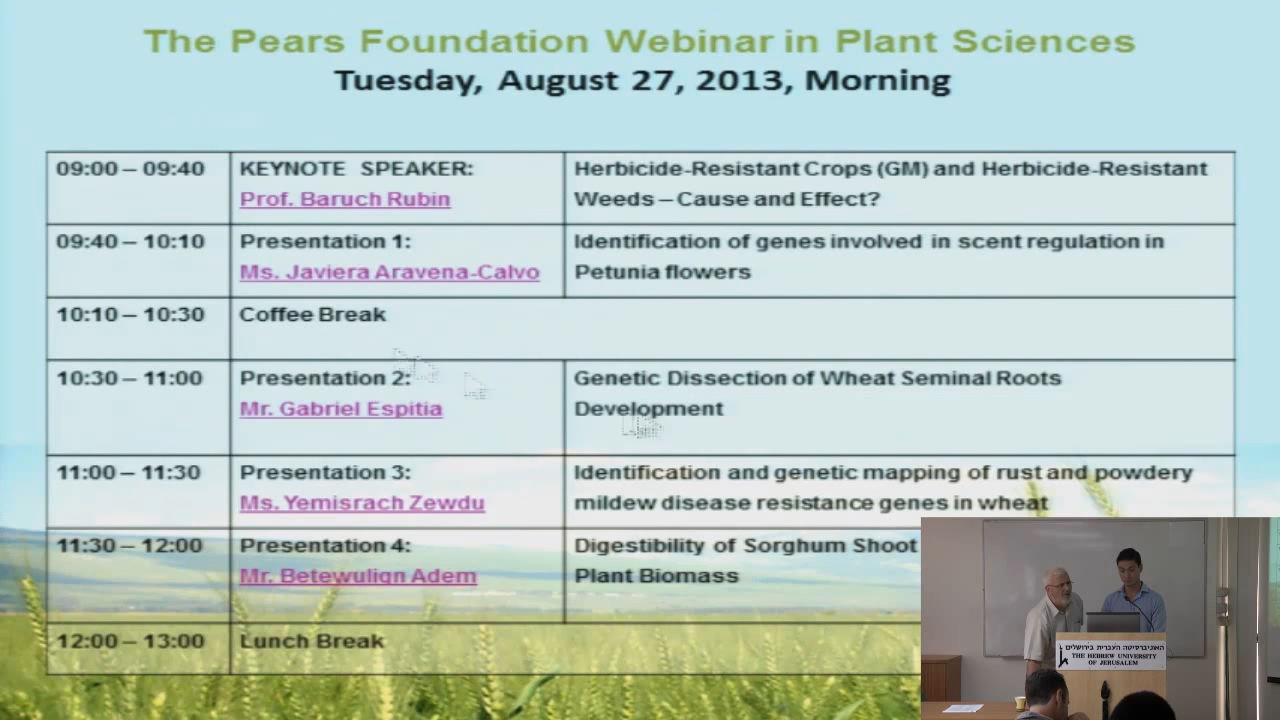 The Pears Foundation Webinar in Plant Sciences
Tuesday, August 27, 2013, Morning
09:00 – 09:40
KEYNOTE SPEAKER:
Prof. Baruch Rubin
Herbicide-Resistant Crops (GM) and Herbicide-Resistant
Weeds – Cause and Effect?
09:40 – 10:10
Presentation 1:
Ms. Javiera Aravena-Calvo
Identification of genes involved in scent regulation in
Petunia flowers
10:10 – 10:30
Coffee Break
10:30 – 11:00
Presentation 2:
Mr. Gabriel Espitia
Genetic Dissection of Wheat Seminal Roots
Development
11:00 – 11:30
Presentation 3:
Ms. Yemisrach Zewdu
Identification and genetic mapping of rust and powdery
mildew disease resistance genes in wheat
11:30 – 12:00
Presentation 4:
Mr. Betewulign Adem
Digestibility of Sorghum Shoot
Plant Biomass
12:00 – 13:00
Lunch Break
האוניברסיטה העברית בירושלים
THE HEBREW UNIVERSITY
OF JERUSALEM